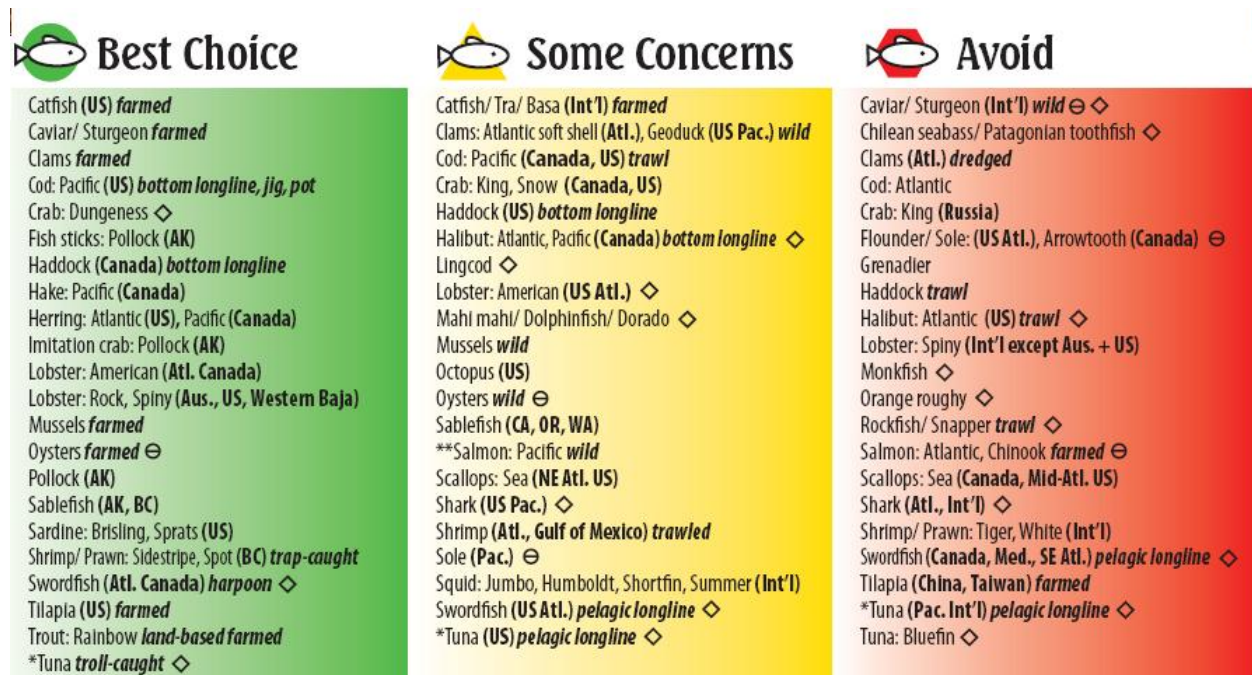 Best Choice
Catfish (US) farmed
Caviar/ Sturgeon farmed
Clams farmed
Cod: Pacific (US) bottom longline, jig, pot
Crab: Dungeness ◇
Fish sticks: Pollock (AK)
Haddock (Canada) bottom longline
Hake: Pacific (Canada)
Herring: Atlantic (US), Pacific (Canada)
Imitation crab: Pollock (AK)
Lobster: American (Atl. Canada)
Lobster: Rock, Spiny (Aus., US, Western Baja)
Mussels farmed
Oysters farmed ⊖
Pollock (AK)
Sablefish (AK, BC)
Sardine: Brisling, Sprats (US)
Shrimp/ Prawn: Sidestripe, Spot (BC) trap-caught
Swordfish (Atl. Canada) harpoon ◇
Tilapia (US) farmed
Trout: Rainbow land-based farmed
*Tuna troll-caught ◇
Some Concerns
Catfish/ Tra/ Basa (Int'l) farmed
Clams: Atlantic soft shell (Atl.), Geoduck (US Pac.) wild
Cod: Pacific (Canada, US) trawl
Crab: King, Snow (Canada, US)
Haddock (US) bottom longline
Halibut: Atlantic, Pacific (Canada) bottom longline ◇
Lingcod ◇
Lobster: American (US Atl.) ◇
Mahi mahi/ Dolphinfish/ Dorado ◇
Mussels wild
Octopus (US)
Oysters wild ⊖
Sablefish (CA, OR, WA)
**Salmon: Pacific wild
Scallops: Sea (NE Atl. US)
Shark (US Pac.) ◇
Shrimp (Atl., Gulf of Mexico) trawled
Sole (Pac.) ⊖
Squid: Jumbo, Humboldt, Shortfin, Summer (Int'l)
Swordfish (US Atl.) pelagic longline ◇
*Tuna (US) pelagic longline ◇
Avoid
Caviar/ Sturgeon (Int'l) wild ⊖ ◇
Chilean seabass/ Patagonian toothfish ◇
Clams (Atl.) dredged
Cod: Atlantic
Crab: King (Russia)
Flounder/ Sole: (US Atl.), Arrowtooth (Canada) ⊖
Grenadier
Haddock trawl
Halibut: Atlantic (US) trawl ◇
Lobster: Spiny (Int'l except Aus. + US)
Monkfish ◇
Orange roughy ◇
Rockfish/ Snapper trawl ◇
Salmon: Atlantic, Chinook farmed ⊖
Scallops: Sea (Canada, Mid-Atl. US)
Shark (Atl., Int'l) ◇
Shrimp/ Prawn: Tiger, White (Int'l)
Swordfish (Canada, Med., SE Atl.) pelagic longline ◇
Tilapia (China, Taiwan) farmed
*Tuna (Pac. Int'l) pelagic longline ◇
Tuna: Bluefin ◇